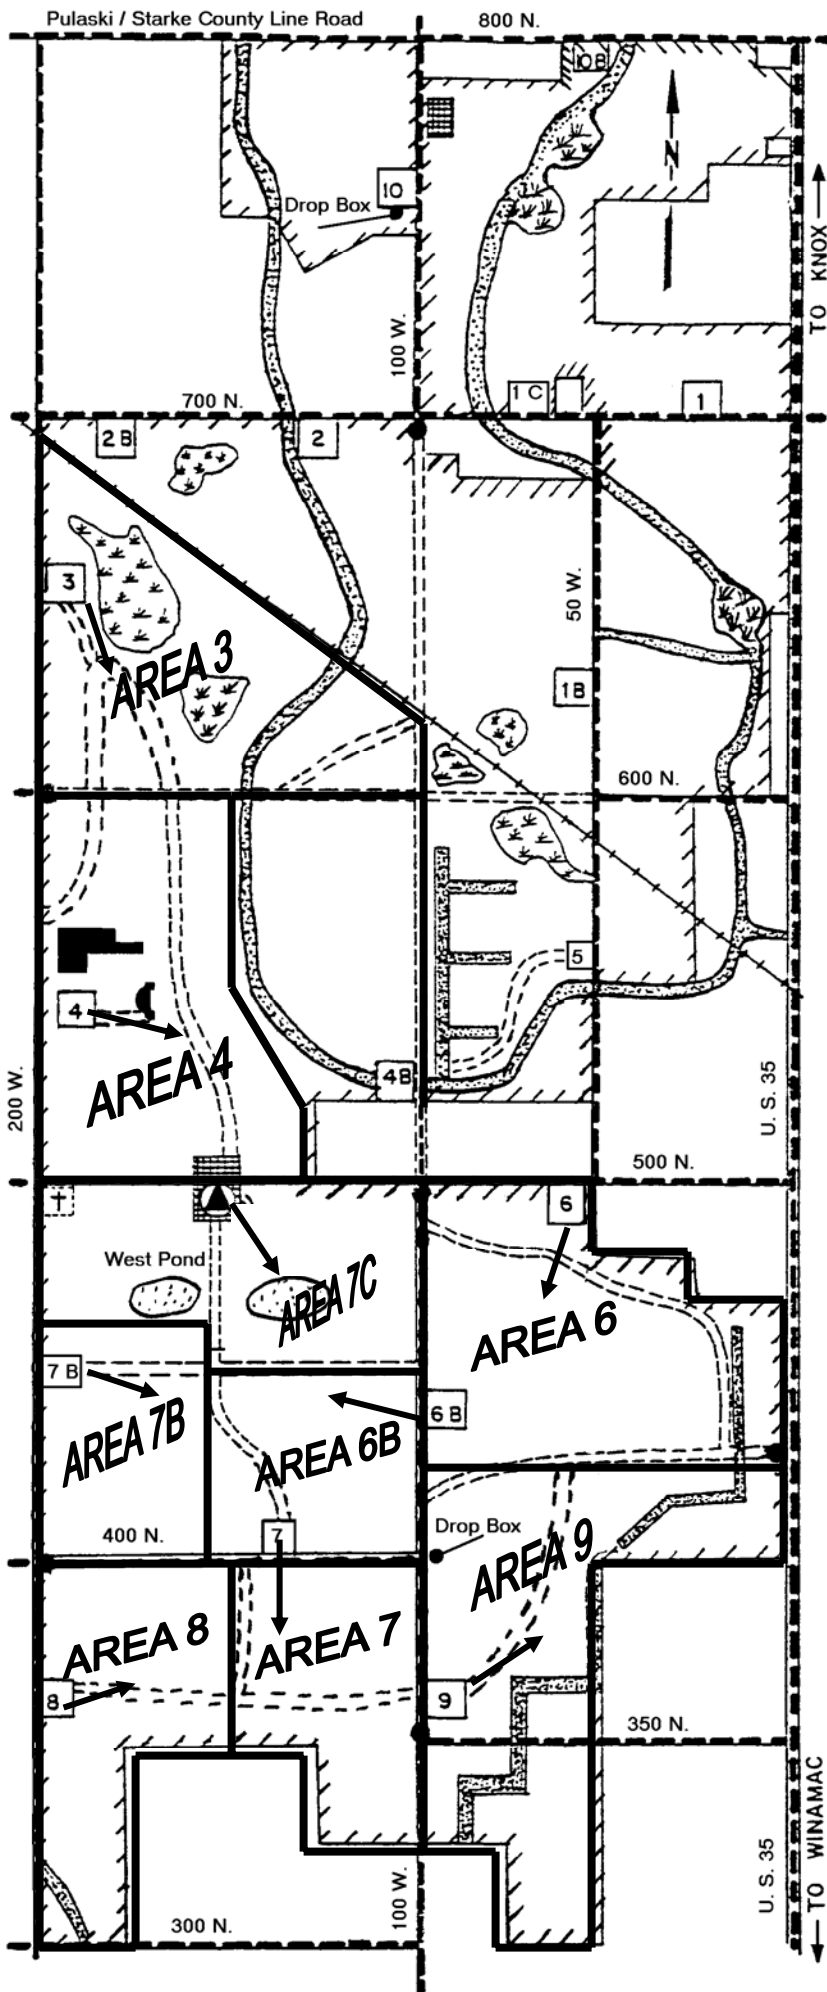 Pulaski / Starke County Line Road
800 N.
10B
N
10
Drop Box
TO KNOX
100 W.
700 N.
1 C
1
2 B
2
3
50 W.
AREA 3
1B
600 N.
5
4
AREA 4
4B
200 W.
U. S. 35
500 N.
6
West Pond
AREA 7C
AREA 6
7 B
6 B
AREA 7B
AREA 6B
400 N.
7
Drop Box
AREA 9
AREA 8
AREA 7
8
9
350 N.
TO WINAMAC
U. S. 35
100 W.
300 N.